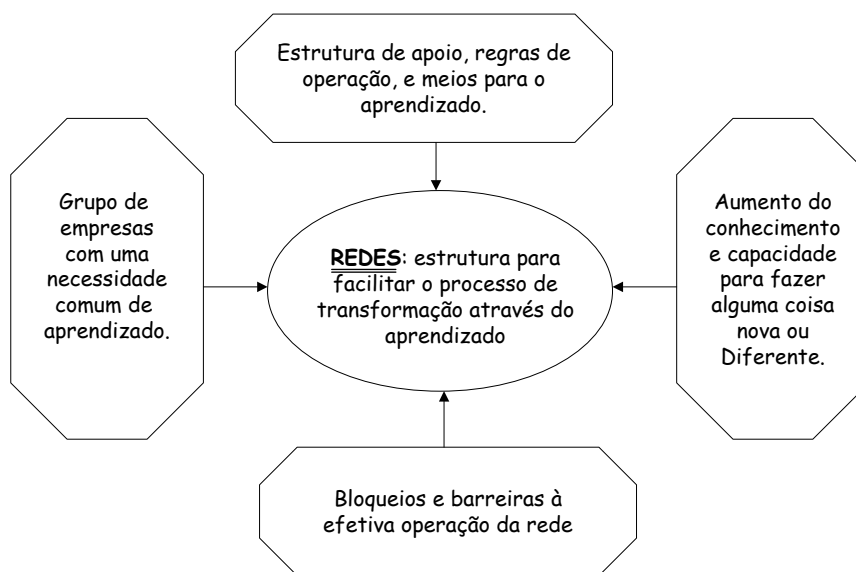 Estrutura de apoio, regras de
operação, e meios para o
aprendizado.
Grupo de
empresas
com uma
necessidade
comum de
aprendizado.
REDES: estrutura para
facilitar o processo de
transformação através do
aprendizado
Aumento do
conhecimento
e capacidade
para fazer
alguma coisa
nova ou
Diferente.
Bloqueios e barreiras à
efetiva operação da rede